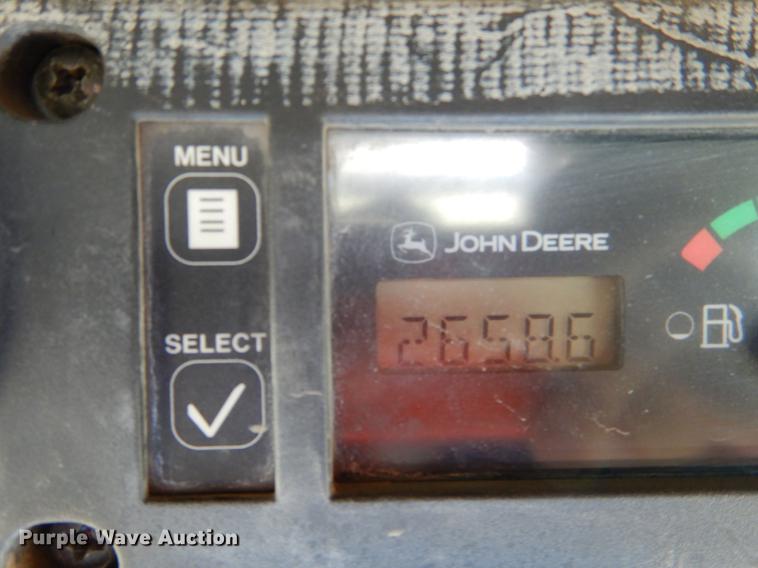 MENU
JOHN DEERE
2658.6
SELECT
Purple Wave Auction